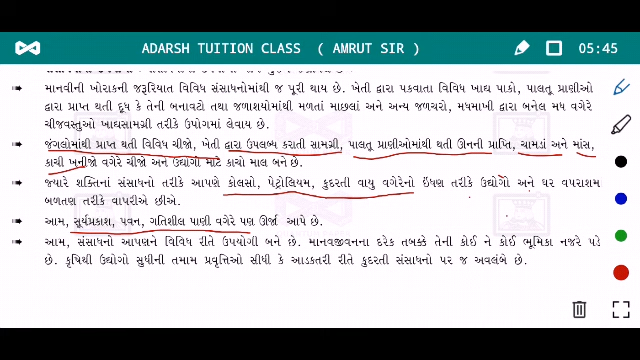 ADARSH TUITION CLASS ( AMRUT SIR )
05:45
માનવીની ખોરાકની જરૂરિયાત વિવિધ સંસાધનોમાંથી જ પૂરી થાય છે. ખેતી દ્વારા પકવાતા વિવિધ ખાદ્ય પાકો, પાલતુ પ્રાણીઓ
દ્વારા પ્રાપ્ત થતી દૂધ કે તેની બનાવટો તથા જળાશયોમાંથી મળતાં માછલાં અને અન્ય જળચરો, મધમાખી દ્વારા બનેલ મધ વગેરે
ચીજવસ્તુઓ ખાદ્યસામગ્રી તરીકે ઉપયોગમાં લેવાય છે.
જંગલોમાંથી પ્રાપ્ત થતી વિવિધ ચીજો, ખેતી દ્વારા ઉપલબ્ધ કરાતી સામગ્રી, પાલતુ પ્રાણીઓમાંથી થતી ઊનની પ્રાપ્તિ, ચામડાં અને માંસ,
કાચી ખનીજો વગેરે ચીજો અને ઉદ્યોગો માટે કાચો માલ બને છે.
જ્યારે શક્તિનાં સંસાધનો તરીકે આપણે કોલસો, પેટ્રોલિયમ, કુદરતી વાયુ વગેરેનો ઇંધણ તરીકે ઉદ્યોગો અને ઘર વપરાશમાં
બળતણ તરીકે વાપરીએ છીએ.
આમ, સૂર્યપ્રકાશ, પવન, ગતિશીલ પાણી વગેરે પણ ઊર્જા આપે છે.
આમ, સંસાધનો આપણને વિવિધ રીતે ઉપયોગી બને છે. માનવજીવનના દરેક તબક્કે તેની કોઈ ને કોઈ ભૂમિકા નજરે પડે
છે. કૃષિથી ઉદ્યોગો સુધીની તમામ પ્રવૃત્તિઓ સીધી કે આડકતરી રીતે કુદરતી સંસાધનો પર જ અવલંબે છે.